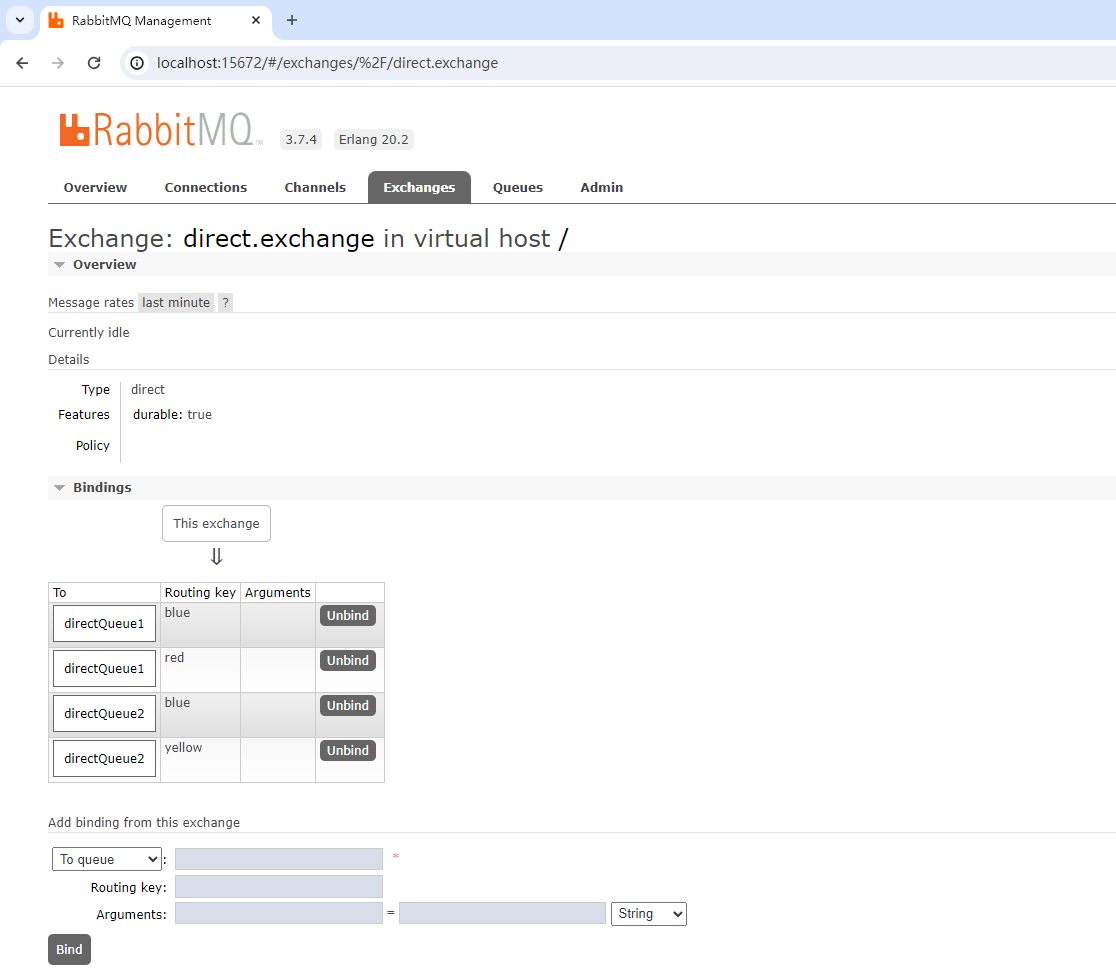 RabbitMQ Management
localhost:15672/#/exchanges/%2F/direct.exchange
RabbitMQ TM 3.7.4 Erlang 20.2
Overview Connections Channels Exchanges Queues Admin
Exchange: direct.exchange in virtual host /
Overview
Message rates last minute ?
Currently idle
Details
Type direct
Features durable: true
Policy
Bindings
This exchange
⇓
To Routing key Arguments
directQueue1 blue Unbind
directQueue1 red Unbind
directQueue2 blue Unbind
directQueue2 yellow Unbind
Add binding from this exchange
To queue : *
Routing key:
Arguments: = String
Bind